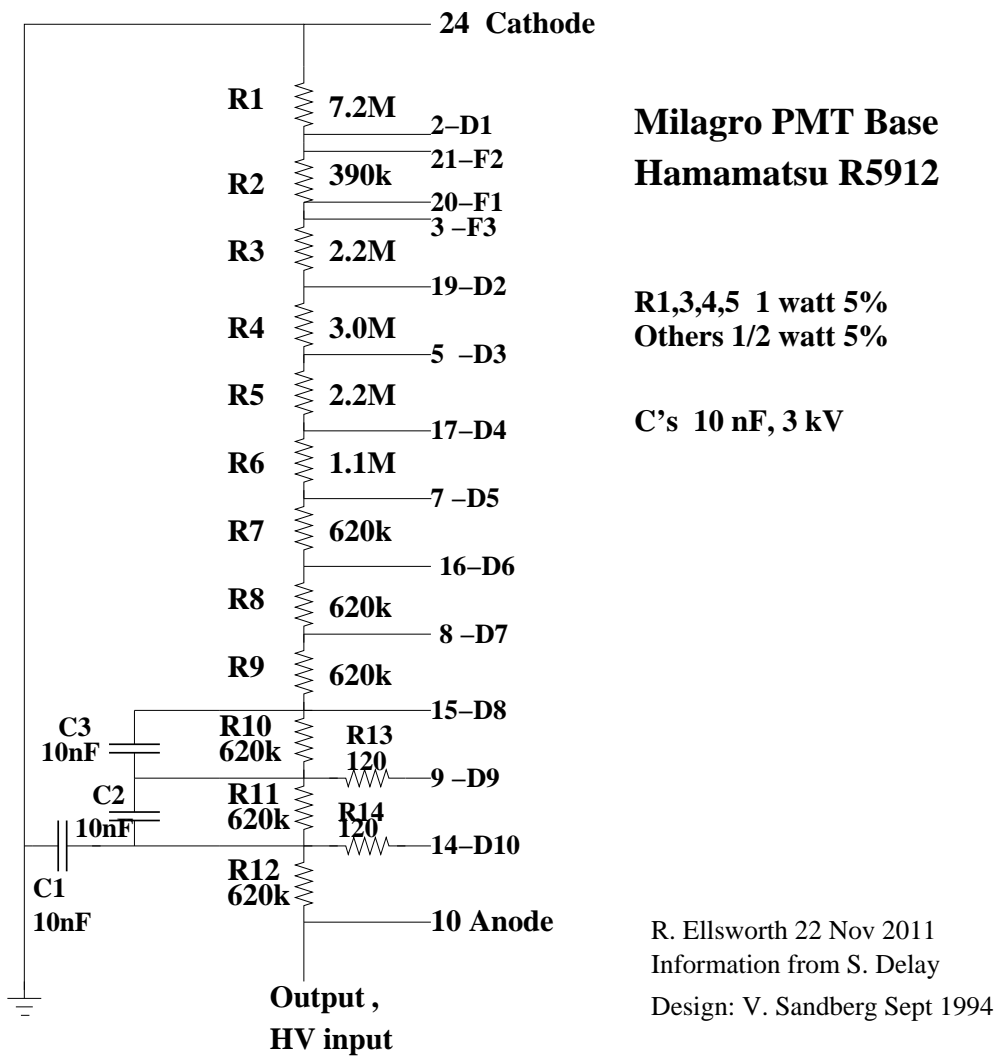 24 Cathode
R1
7.2M
2–D1
21–F2
R2
390k
20–F1
3 –F3
R3
2.2M
19–D2
R4
3.0M
5 –D3
R5
2.2M
17–D4
R6
1.1M
7 –D5
R7
620k
16–D6
R8
620k
8 –D7
R9
620k
15–D8
C3
10nF
R10
620k
R13
120
9 –D9
C2
10nF
R11
620k
R14
120
14–D10
C1
10nF
R12
620k
10 Anode
Output ,
HV input
Milagro PMT Base
Hamamatsu R5912
R1,3,4,5 1 watt 5%
Others 1/2 watt 5%
C's 10 nF, 3 kV
R. Ellsworth 22 Nov 2011
Information from S. Delay
Design: V. Sandberg Sept 1994